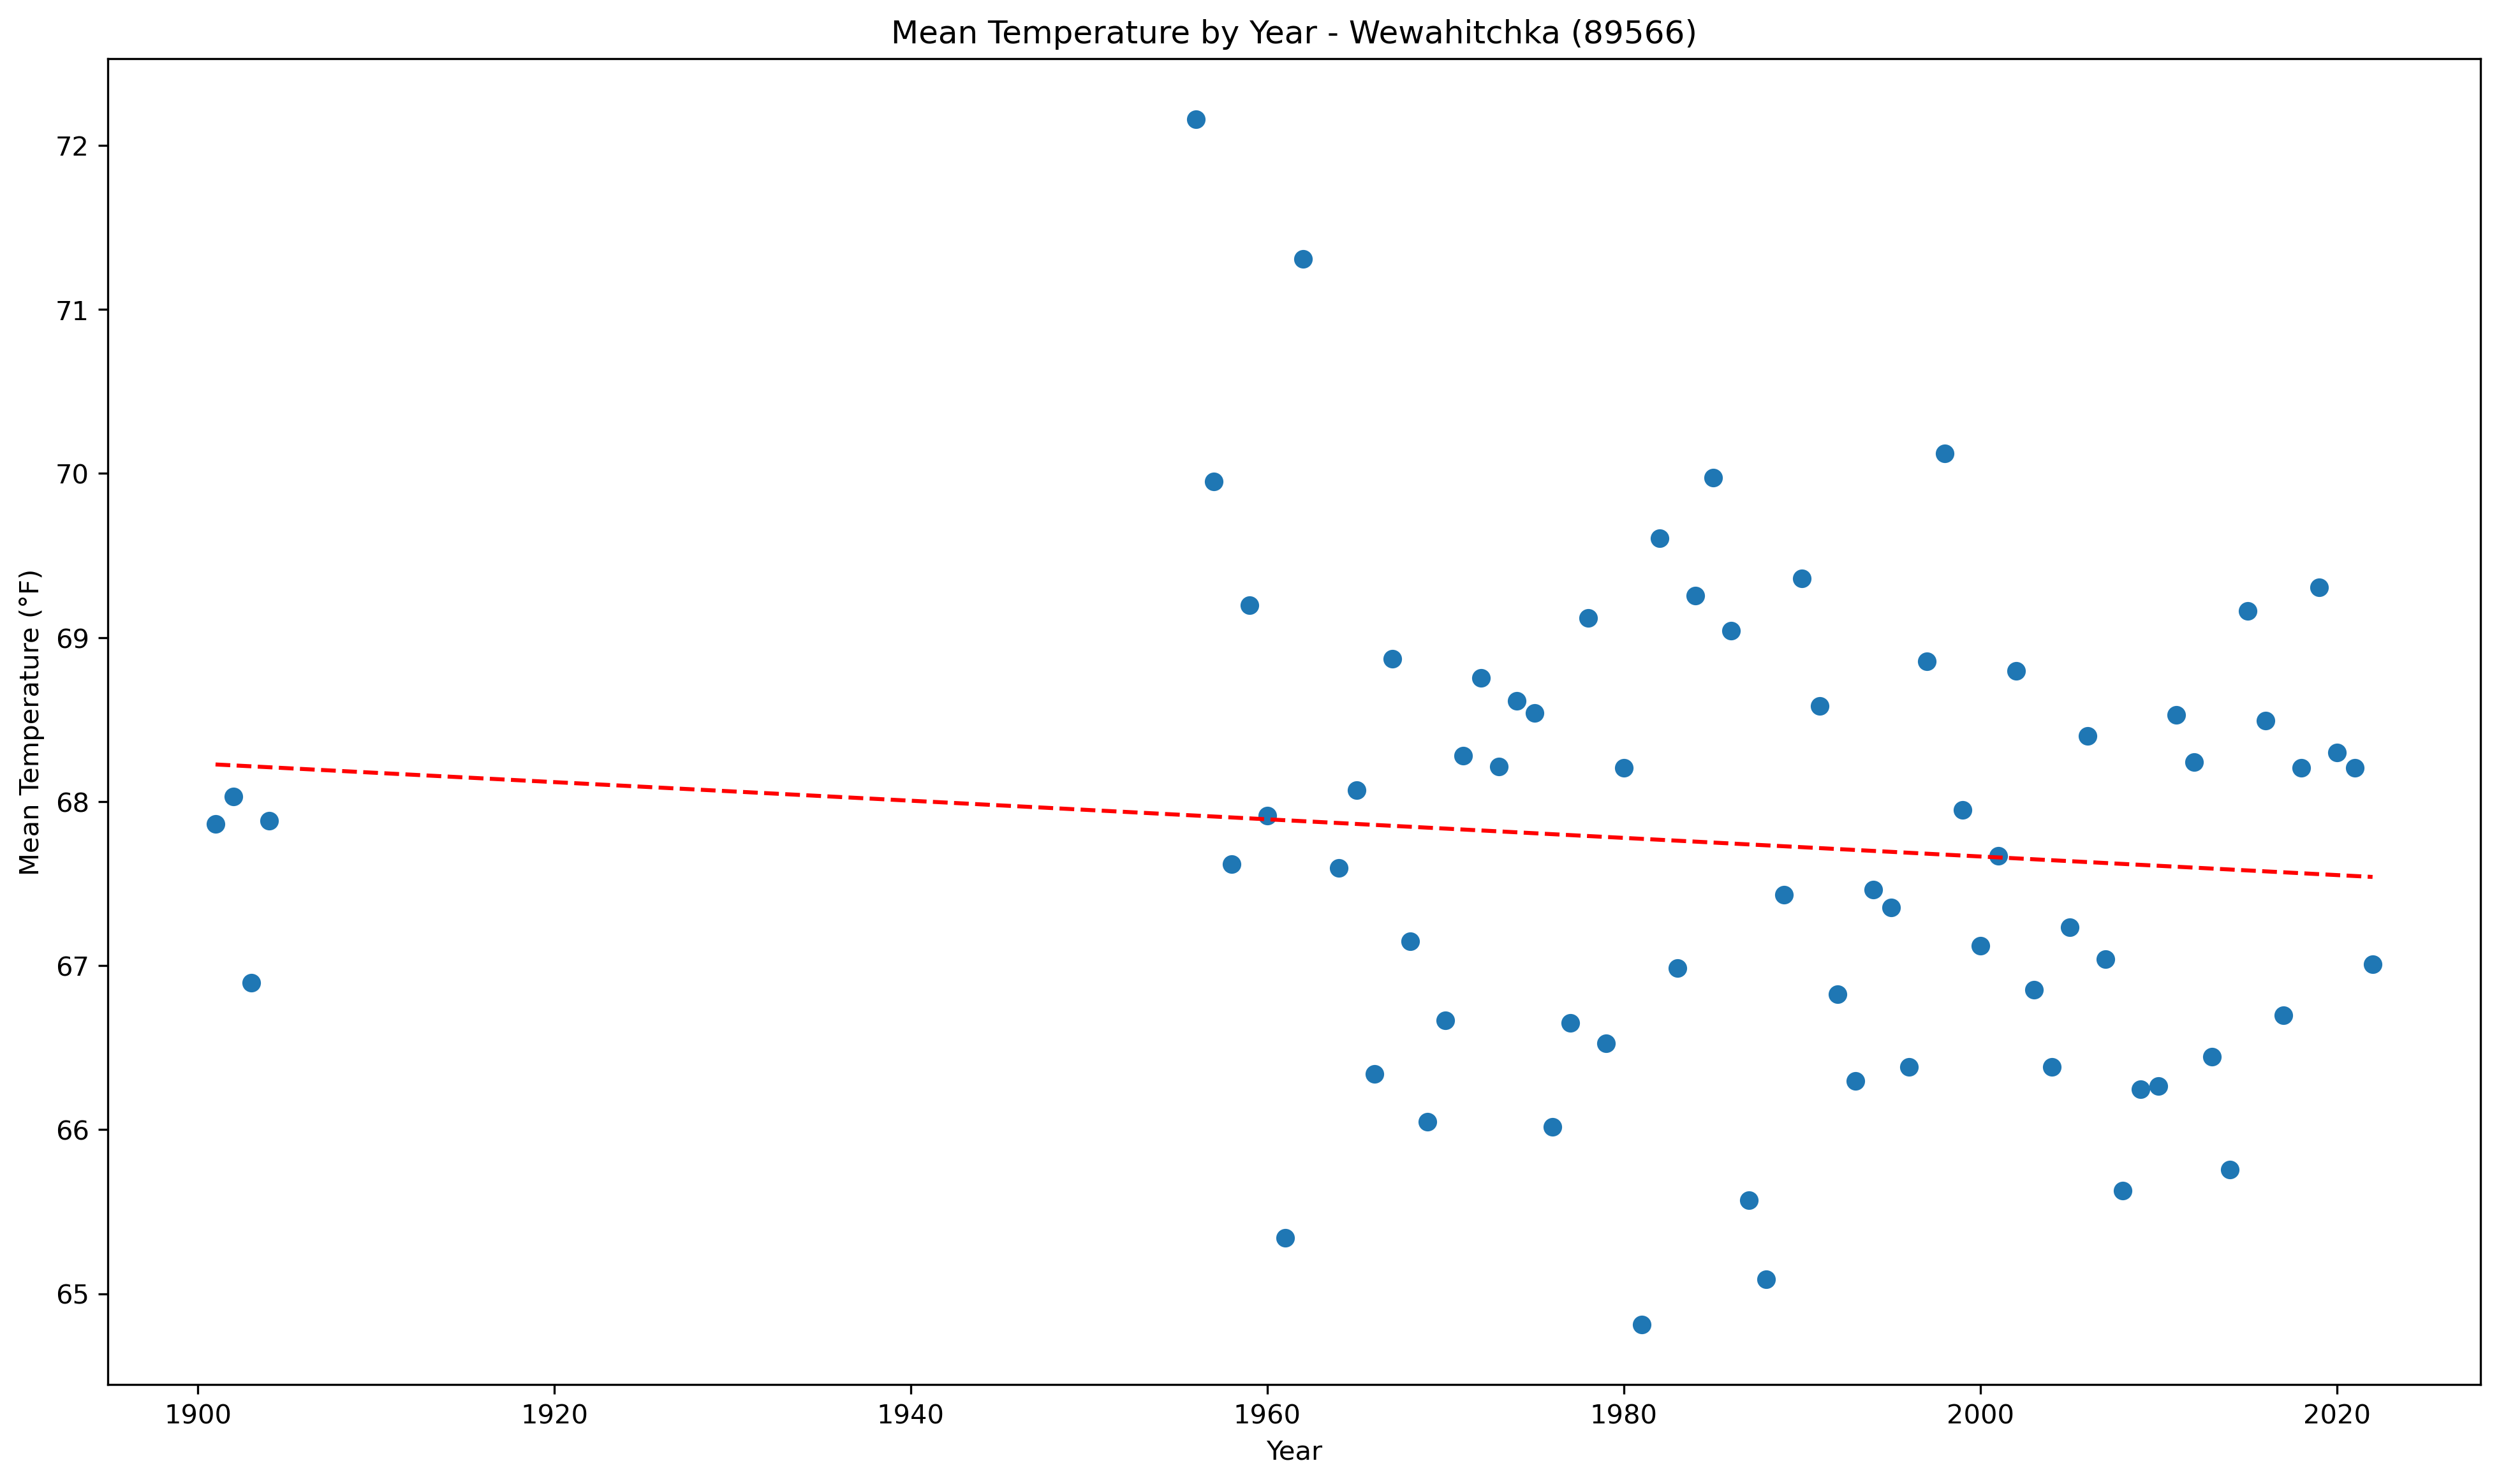 Mean Temperature by Year - Wewahitchka (89566)
Mean Temperature (°F)
72
71
70
69
68
67
66
65
1900 1920 1940 1960 1980 2000 2020
Year